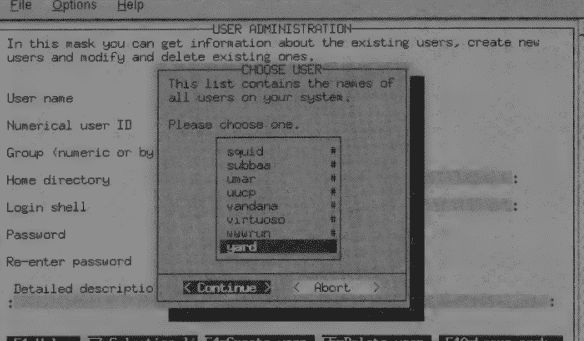 File Options Help
USER ADMINISTRATION
In this mask you can get information about the existing users, create new
users and modify and delete existing ones.
CHOOSE USER
This list contains the names of
all users on your system.
Please choose one.
User name
Numerical user ID
Group (numeric or by
Home directory
Login shell
Password
Re-enter password
Detailed descriptio
squid #
subbaa #
umar #
uucp #
vandana #
virtuoso #
wwwrun #
yard
< Continue > < Abort >